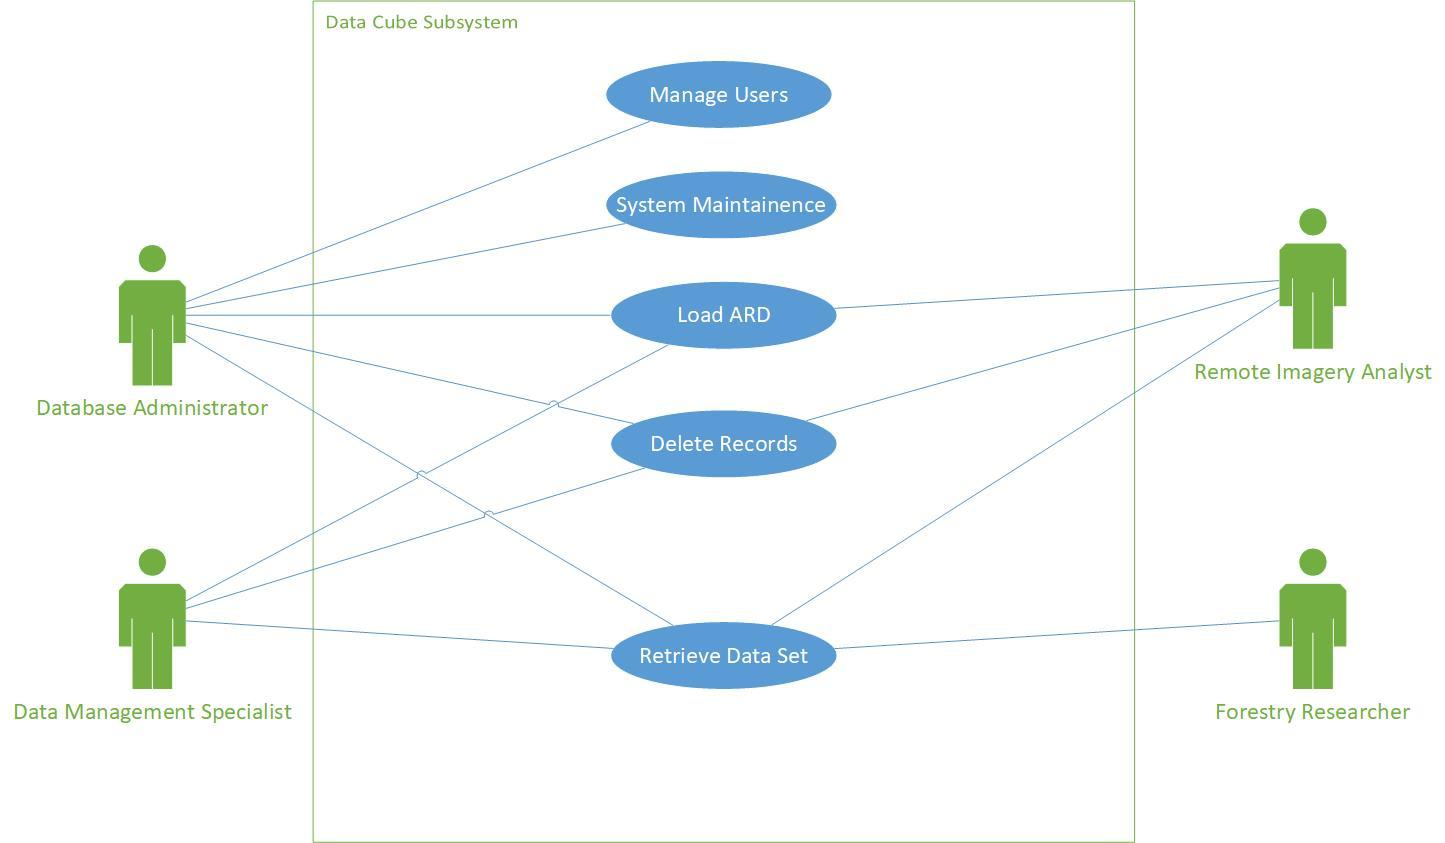 Data Cube Subsystem
Manage Users
System Maintainence
Load ARD
Remote Imagery Analyst
Database Administrator
Delete Records
Retrieve Data Set
Data Management Specialist
Forestry Researcher